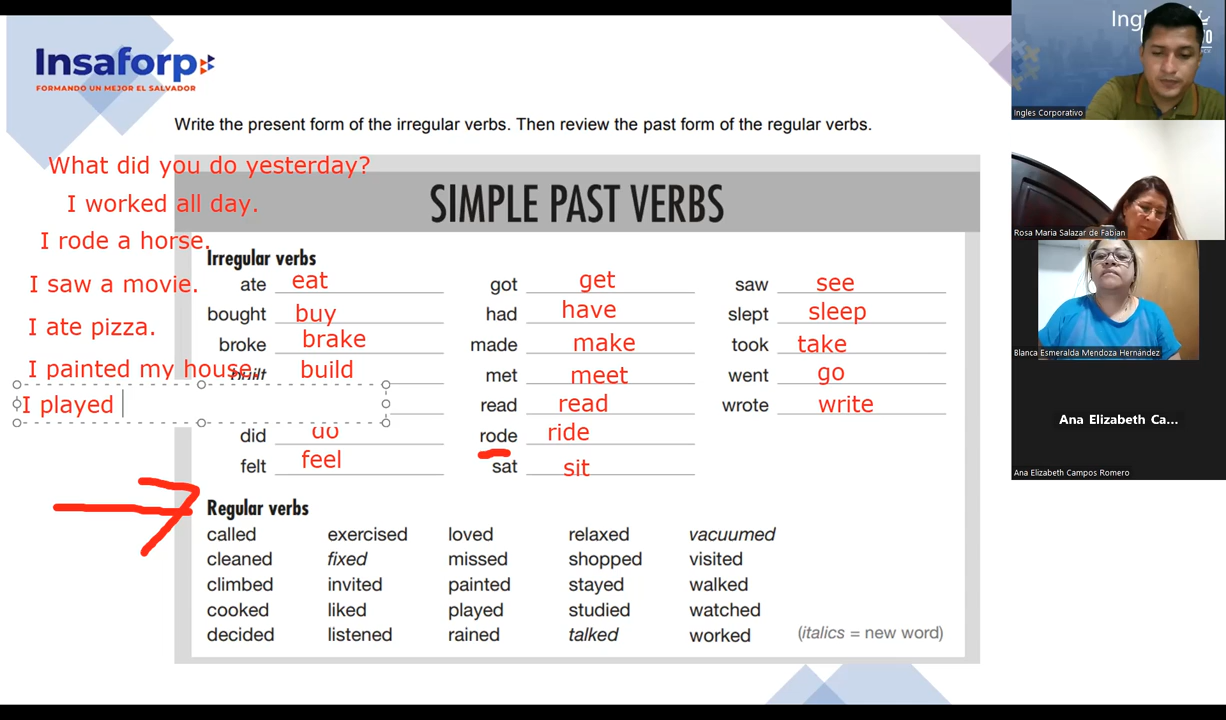 Insaforp
FORMANDO UN MEJOR EL SALVADOR
Write the present form of the irregular verbs. Then review the past form of the regular verbs.
What did you do yesterday?
I worked all day.
I rode a horse.
I saw a movie.
I ate pizza.
I painted my house.
I played
SIMPLE PAST VERBS
Irregular verbs
ate eat
bought buy
broke brake
built build
did do
felt feel
got get
had have
made make
met meet
read read
rode ride
sat sit
saw see
slept sleep
took take
went go
wrote write
Regular verbs
called exercised loved relaxed vacuumed
cleaned fixed missed shopped visited
climbed invited painted stayed walked
cooked liked played studied watched
decided listened rained talked worked
(italics = new word)
Ingles Corporativo
Rosa Maria Salazar de Fabian
Blanca Esmeralda Mendoza Hernández
Ana Elizabeth Ca...
Ana Elizabeth Campos Romero